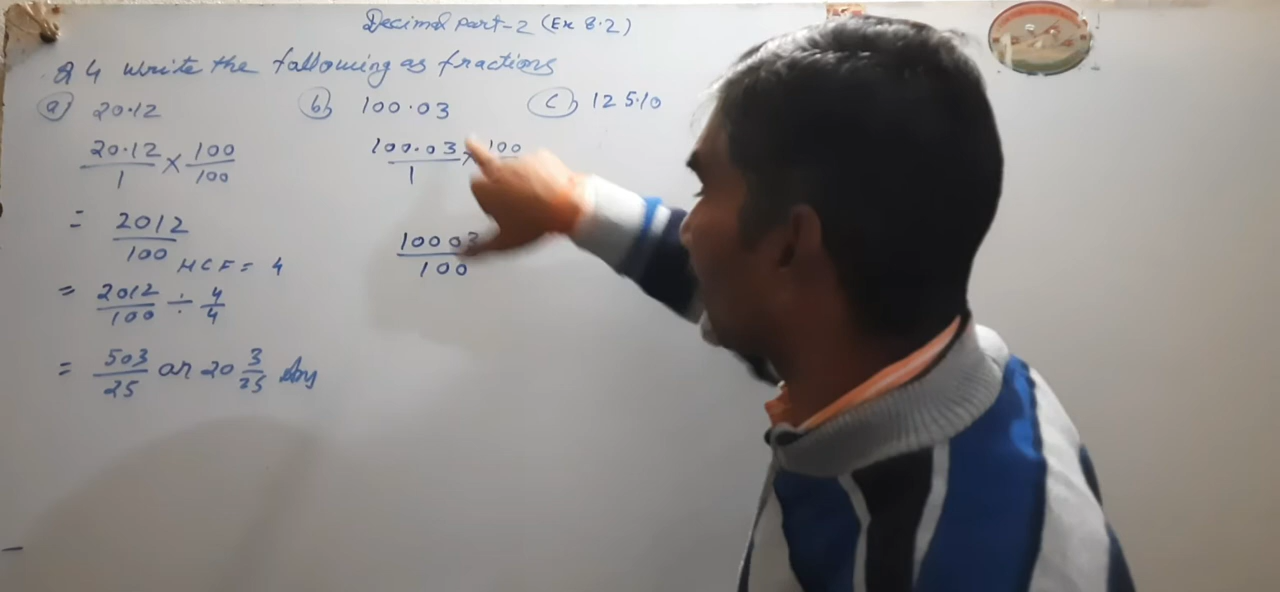 Decimal Part-2 (Ex 8.2)
Q 4 Write the following as fractions
(a) 20.12 (b) 100.03 (c) 125.10
20.12/1 × 100/100
= 2012/100
HCF = 4
= 2012/100 ÷ 4/4
= 503/25 or 20 3/25 Ans
100.03/1 × 100
10003/100